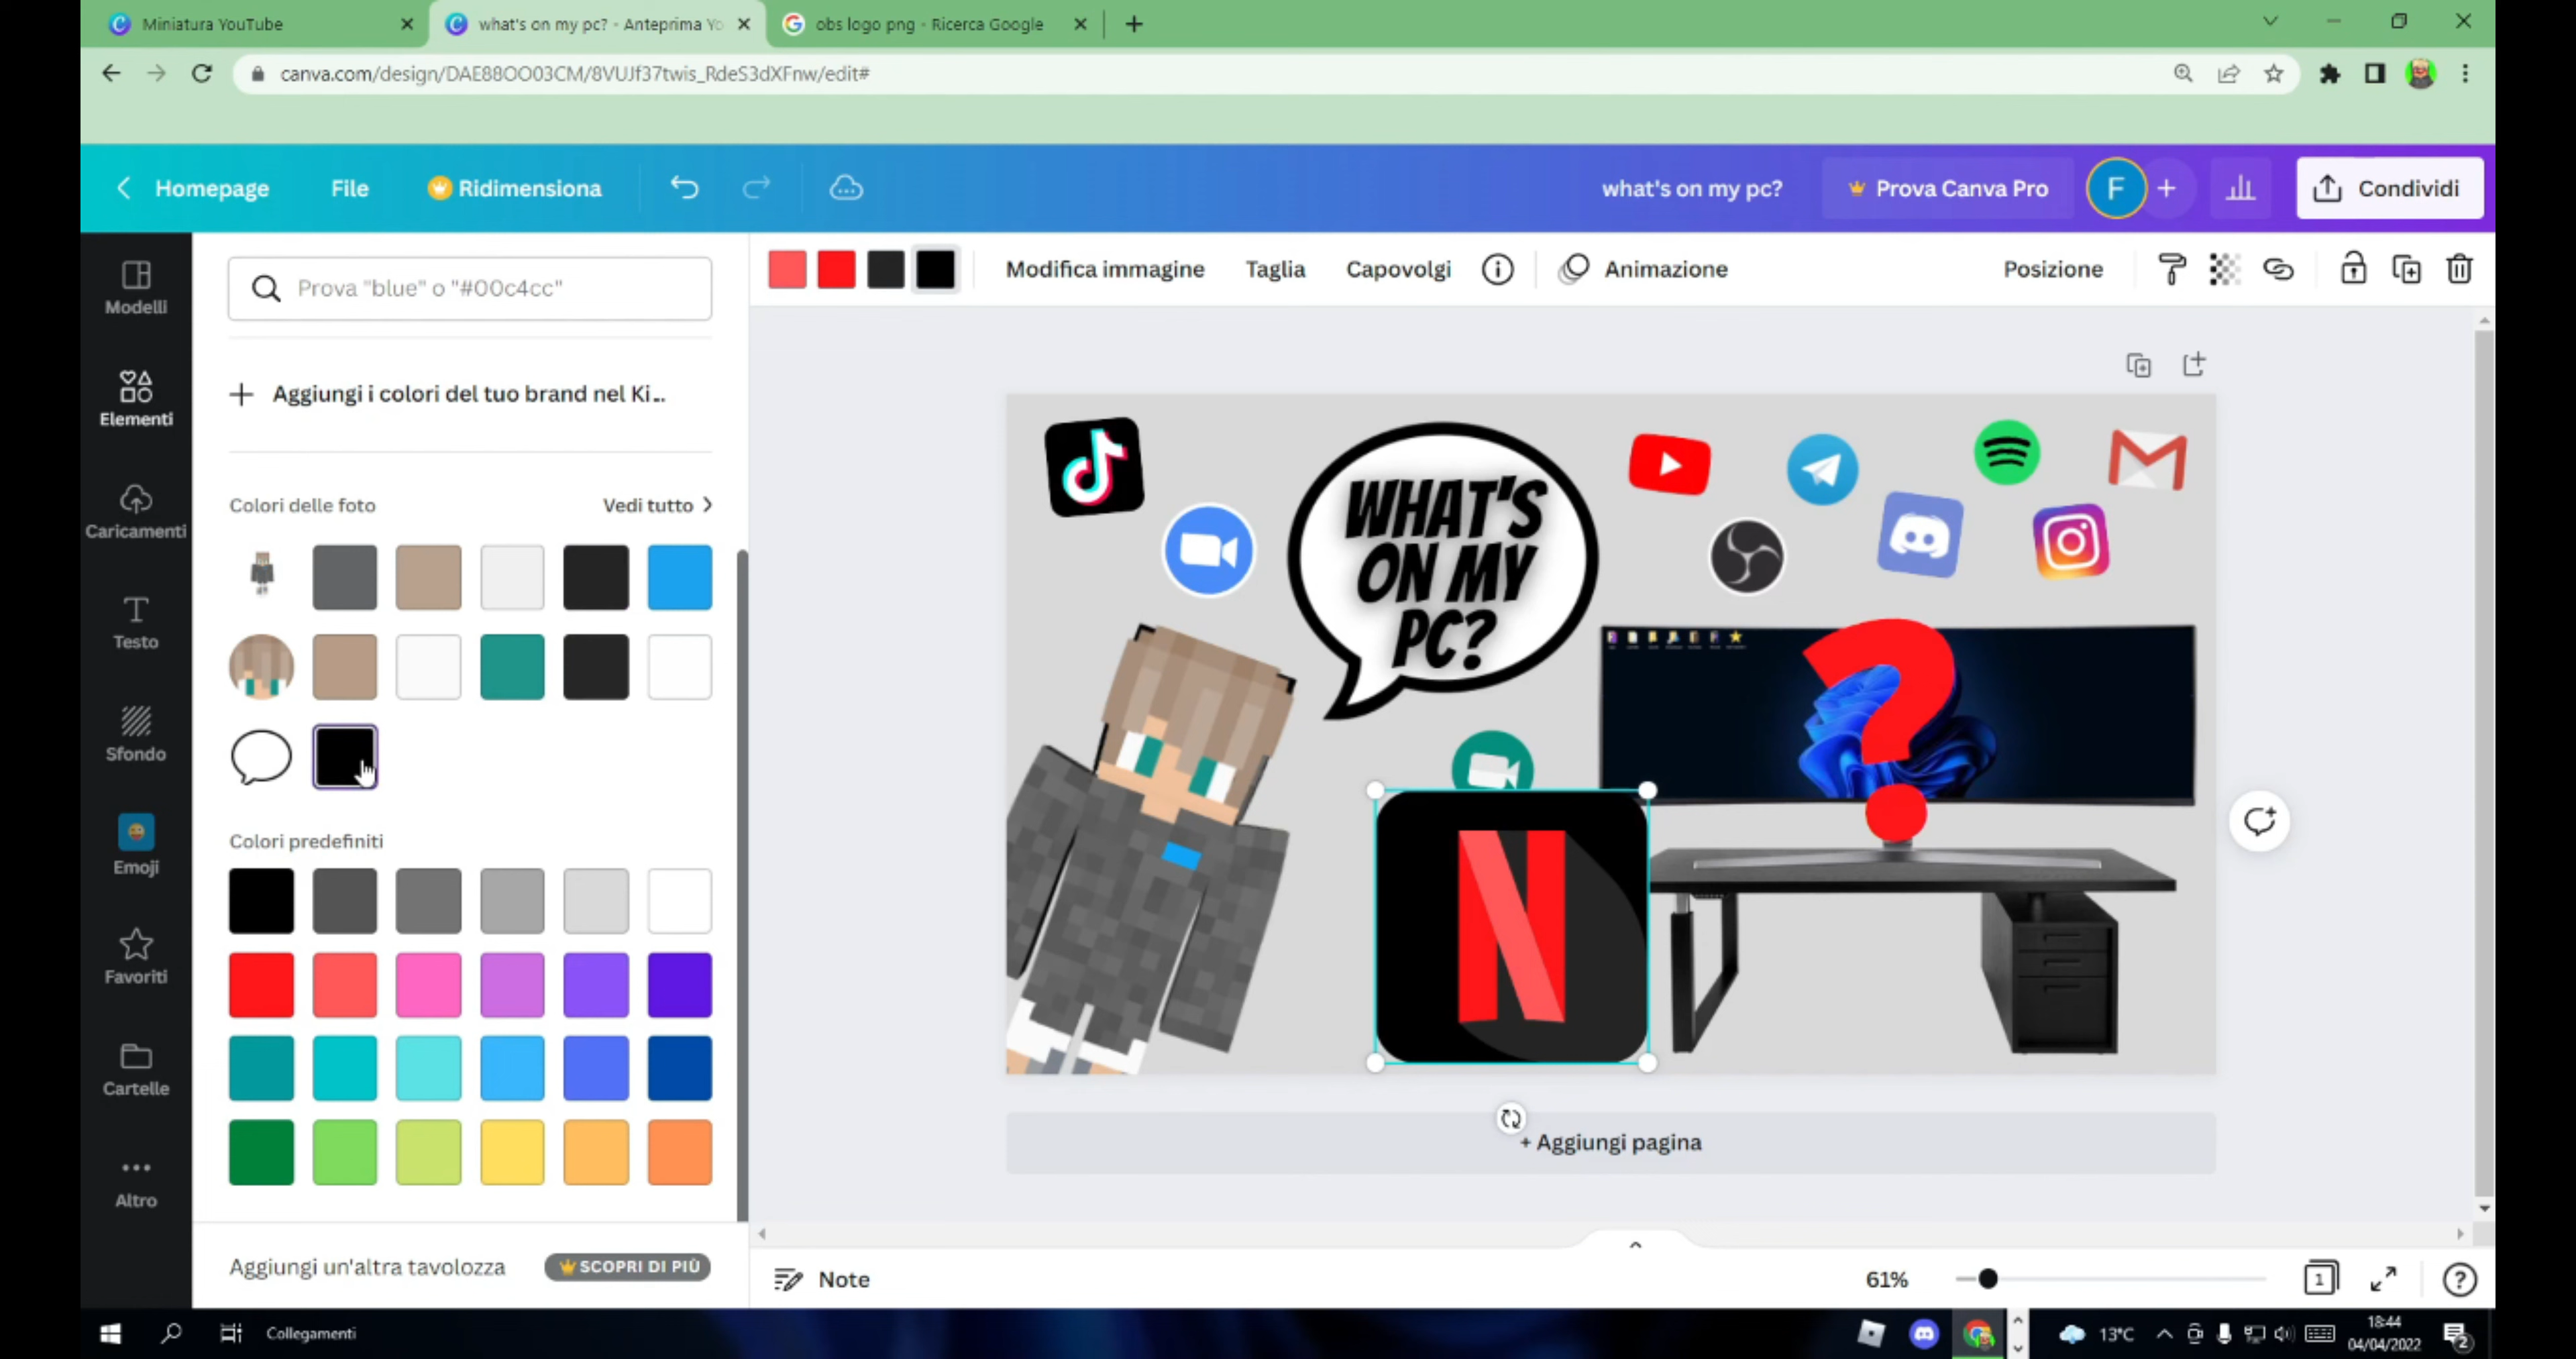 Miniatura YouTube
what's on my pc? - Anteprima Yo
obs logo png - Ricerca Google
canva.com/design/DAE88OO03CM/8VUJf37twis_RdeS3dXFnw/edit#
Homepage
File
Ridimensiona
what's on my pc?
Prova Canva Pro
F
Condividi
Modelli
Elementi
Caricamenti
Testo
Sfondo
Emoji
Favoriti
Cartelle
Altro
Prova "blue" o "#00c4cc"
Aggiungi i colori del tuo brand nel Ki...
Colori delle foto
Vedi tutto
Colori predefiniti
Aggiungi un'altra tavolozza
SCOPRI DI PIÙ
Modifica immagine
Taglia
Capovolgi
Animazione
Posizione
WHAT'S
ON MY
PC?
?
N
+ Aggiungi pagina
Note
61%
1
Collegamenti
13°C
18:44
04/04/2022
2